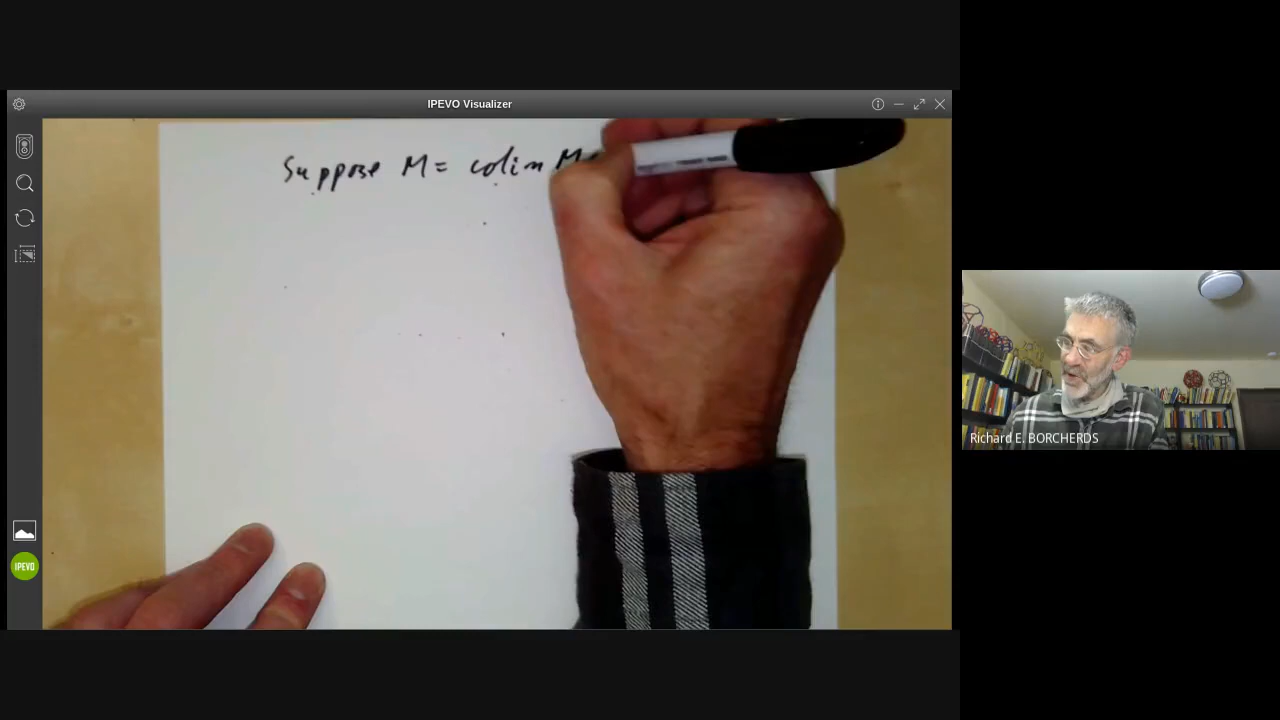 IPEVO Visualizer
Suppose M = colim M
IPEVO
Richard E. BORCHERDS